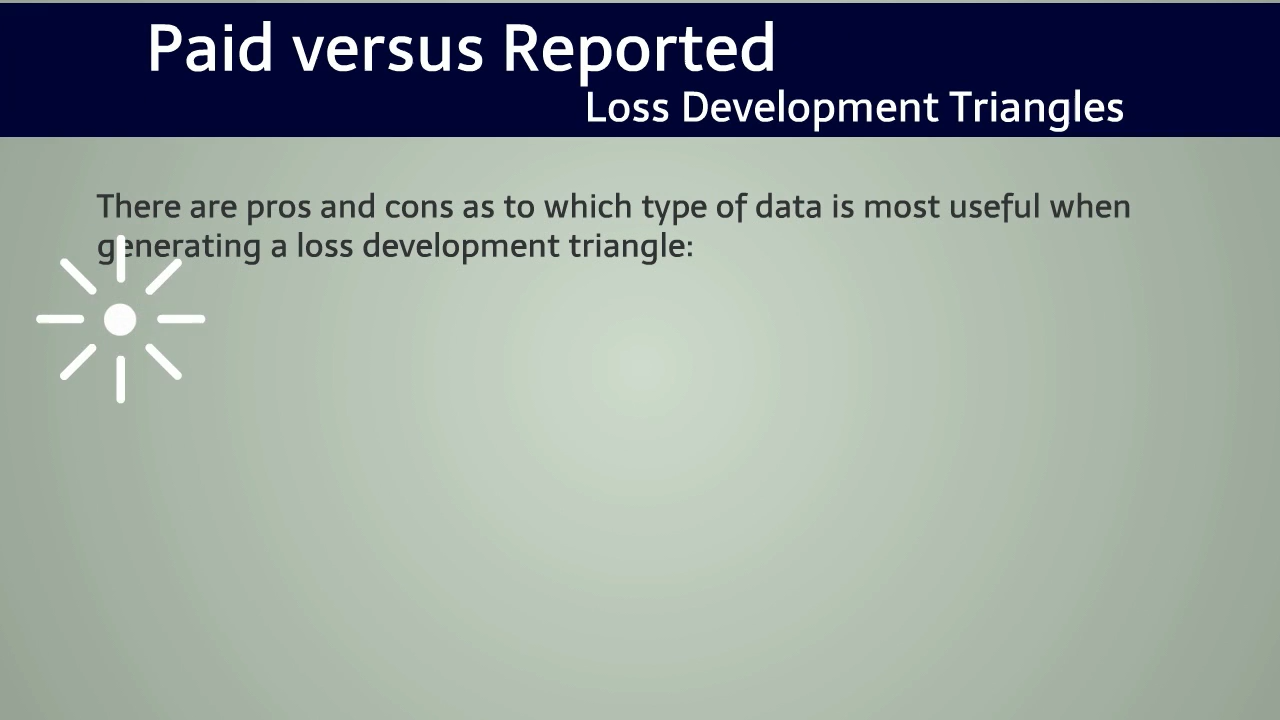 Paid versus Reported
Loss Development Triangles
There are pros and cons as to which type of data is most useful when
generating a loss development triangle: